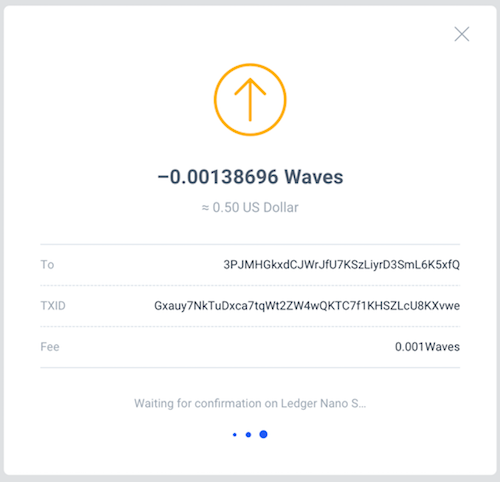 –0.00138696 Waves
≈ 0.50 US Dollar
To 3PJMHGkxdCJWrJfU7KSzLiyrD3SmL6K5xfQ
TXID Gxauy7NkTuDxca7tqWt2ZW4wQKTC7f1KHSZLcU8KXvwe
Fee 0.001Waves
Waiting for confirmation on Ledger Nano S...